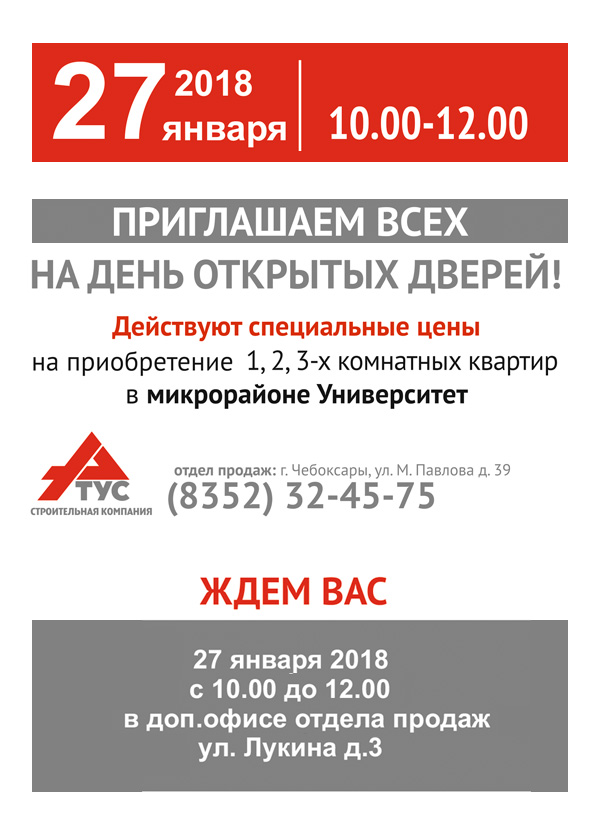 27 2018
января
10.00-12.00
ПРИГЛАШАЕМ ВСЕХ
НА ДЕНЬ ОТКРЫТЫХ ДВЕРЕЙ!
Действуют специальные цены
на приобретение 1, 2, 3-х комнатных квартир
в микрорайоне Университет
АТУС
СТРОИТЕЛЬНАЯ КОМПАНИЯ
отдел продаж: г. Чебоксары, ул. М. Павлова д. 39
(8352) 32-45-75
ЖДЕМ ВАС
27 января 2018
с 10.00 до 12.00
в доп.офисе отдела продаж
ул. Лукина д.3